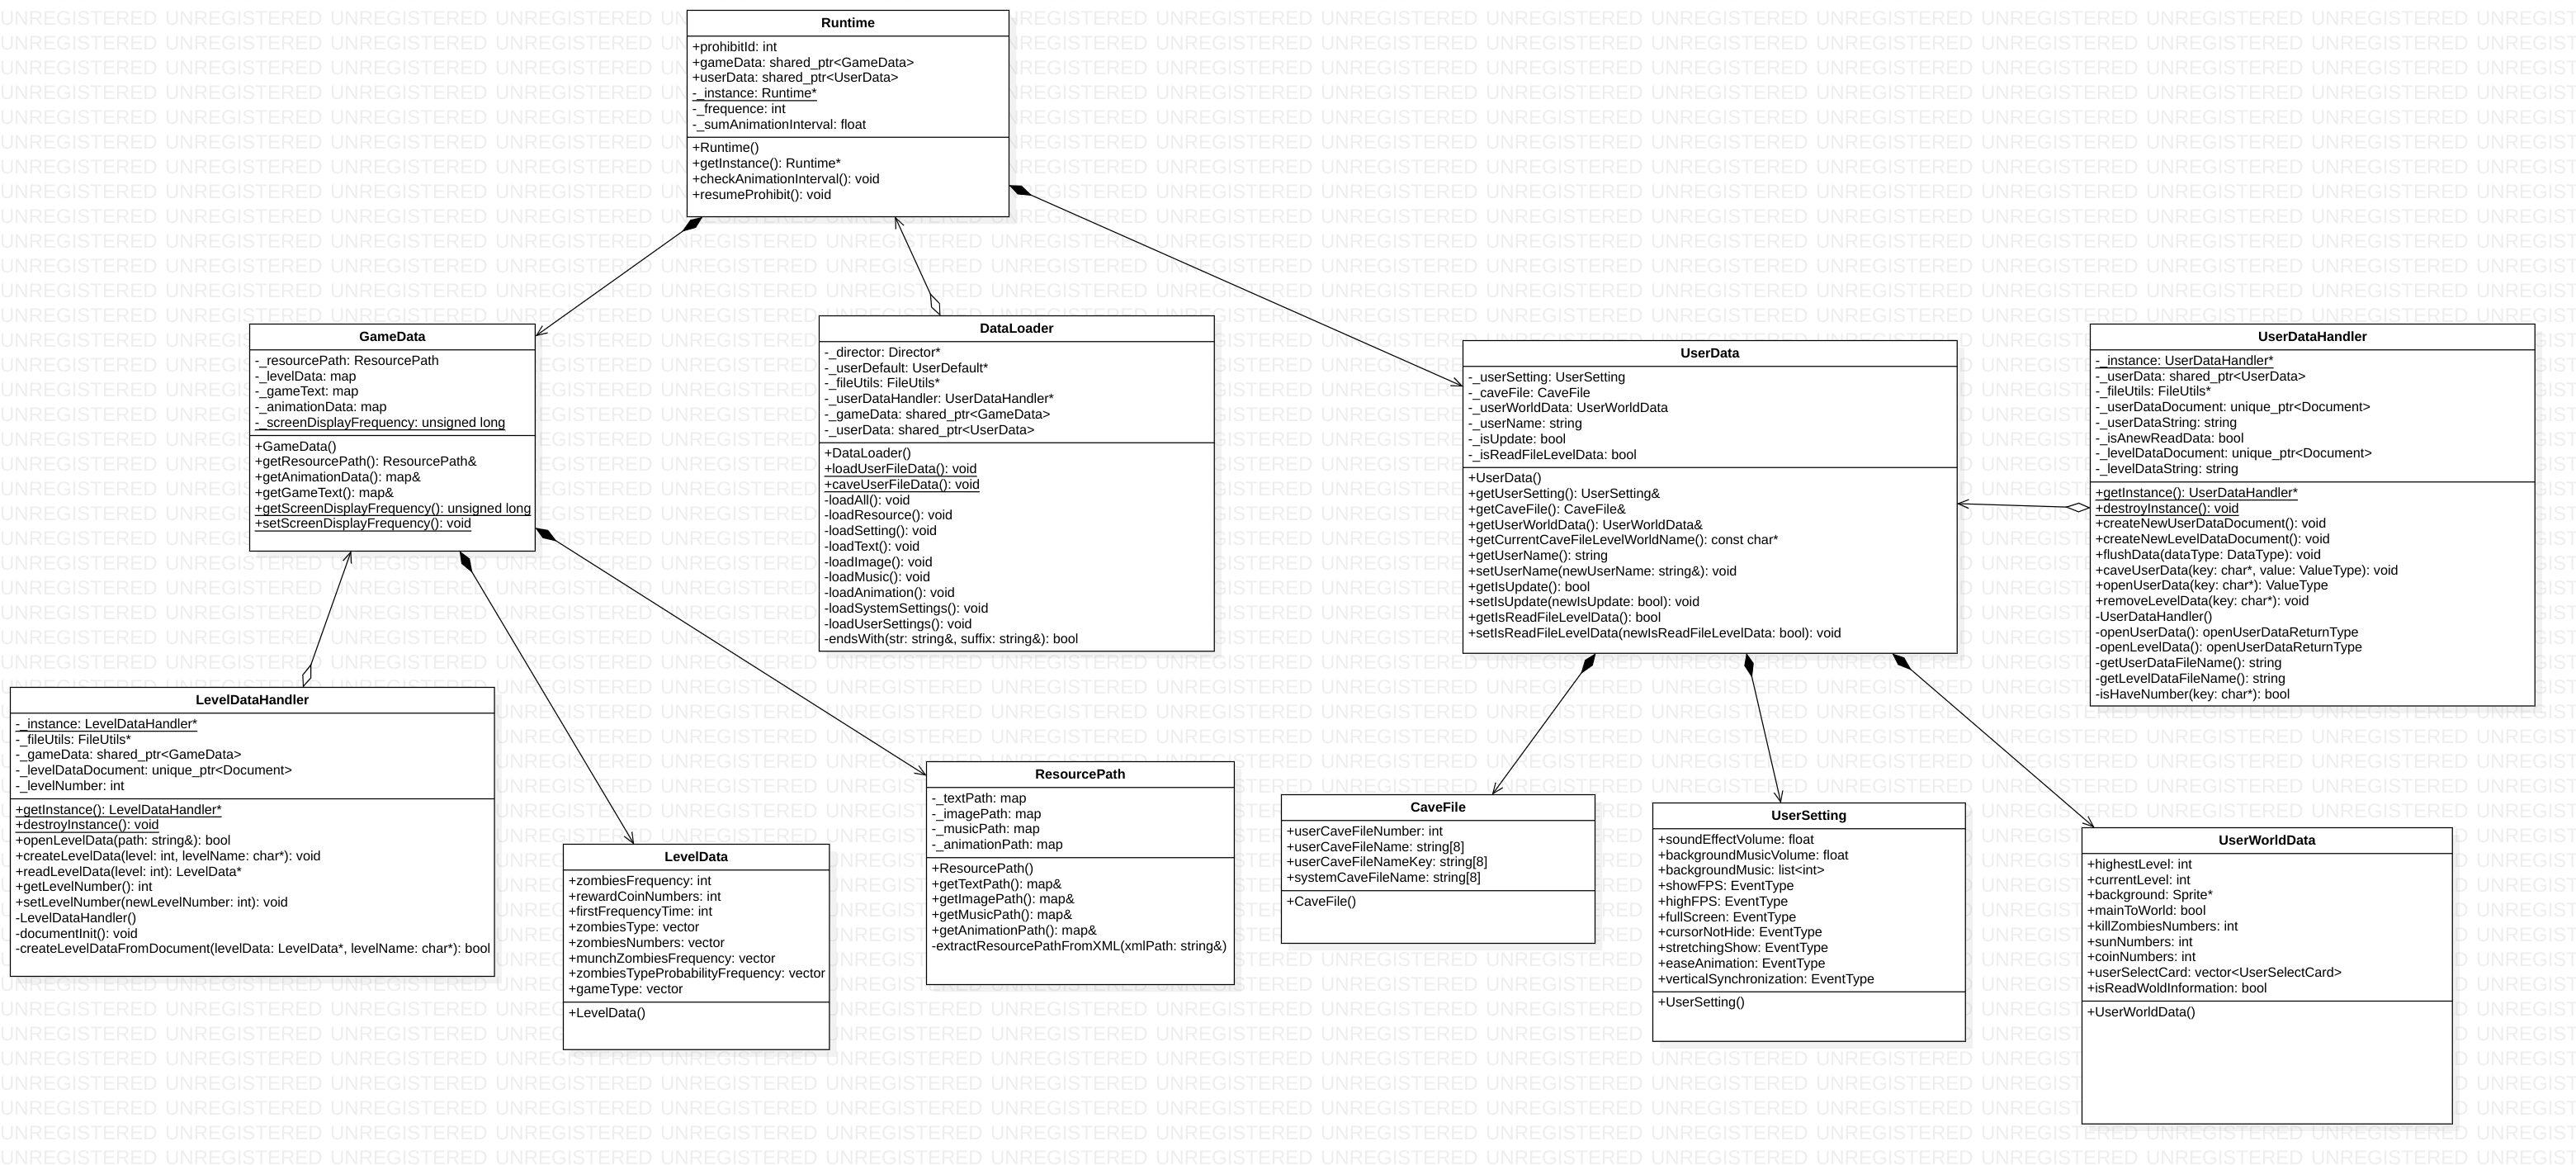 Runtime
+prohibitId: int
+gameData: shared_ptr<GameData>
+userData: shared_ptr<UserData>
-_instance: Runtime*
-_frequence: int
-_sumAnimationInterval: float
+Runtime()
+getInstance(): Runtime*
+checkAnimationInterval(): void
+resumeProhibit(): void
GameData
-_resourcePath: ResourcePath
-_levelData: map
-_gameText: map
-_animationData: map
-_screenDisplayFrequency: unsigned long
+GameData()
+getResourcePath(): ResourcePath&
+getAnimationData(): map&
+getGameText(): map&
+getScreenDisplayFrequency(): unsigned long
+setScreenDisplayFrequency(): void
DataLoader
-_director: Director*
-_userDefault: UserDefault*
-_fileUtils: FileUtils*
-_userDataHandler: UserDataHandler*
-_gameData: shared_ptr<GameData>
-_userData: shared_ptr<UserData>
+DataLoader()
+loadUserFileData(): void
+caveUserFileData(): void
-loadAll(): void
-loadResource(): void
-loadSetting(): void
-loadText(): void
-loadImage(): void
-loadMusic(): void
-loadAnimation(): void
-loadSystemSettings(): void
-loadUserSettings(): void
-endsWith(str: string&, suffix: string&): bool
UserData
-_userSetting: UserSetting
-_caveFile: CaveFile
-_userWorldData: UserWorldData
-_userName: string
-_isUpdate: bool
-_isReadFileLevelData: bool
+UserData()
+getUserSetting(): UserSetting&
+getCaveFile(): CaveFile&
+getUserWorldData(): UserWorldData&
+getCurrentCaveFileLevelWorldName(): const char*
+getUserName(): string
+setUserName(newUserName: string&): void
+getIsUpdate(): bool
+setIsUpdate(newIsUpdate: bool): void
+getIsReadFileLevelData(): bool
+setIsReadFileLevelData(newIsReadFileLevelData: bool): void
UserDataHandler
-_instance: UserDataHandler*
-_userData: shared_ptr<UserData>
-_fileUtils: FileUtils*
-_userDataDocument: unique_ptr<Document>
-_userDataString: string
-_isAnewReadData: bool
-_levelDataDocument: unique_ptr<Document>
-_levelDataString: string
+getInstance(): UserDataHandler*
+destroyInstance(): void
+createNewUserDataDocument(): void
+createNewLevelDataDocument(): void
+flushData(dataType: DataType): void
+caveUserData(key: char*, value: ValueType): void
+openUserData(key: char*): ValueType
+removeLevelData(key: char*): void
-UserDataHandler()
-openUserData(): openUserDataReturnType
-openLevelData(): openUserDataReturnType
-getUserDataFileName(): string
-getLevelDataFileName(): string
-isHaveNumber(key: char*): bool
LevelDataHandler
-_instance: LevelDataHandler*
-_fileUtils: FileUtils*
-_gameData: shared_ptr<GameData>
-_levelDataDocument: unique_ptr<Document>
-_levelNumber: int
+getInstance(): LevelDataHandler*
+destroyInstance(): void
+openLevelData(path: string&): bool
+createLevelData(level: int, levelName: char*): void
+readLevelData(level: int): LevelData*
+getLevelNumber(): int
+setLevelNumber(newLevelNumber: int): void
-LevelDataHandler()
-documentInit(): void
-createLevelDataFromDocument(levelData: LevelData*, levelName: char*): bool
LevelData
+zombiesFrequency: int
+rewardCoinNumbers: int
+firstFrequencyTime: int
+zombiesType: vector
+zombiesNumbers: vector
+munchZombiesFrequency: vector
+zombiesTypeProbabilityFrequency: vector
+gameType: vector
+LevelData()
ResourcePath
-_textPath: map
-_imagePath: map
-_musicPath: map
-_animationPath: map
+ResourcePath()
+getTextPath(): map&
+getImagePath(): map&
+getMusicPath(): map&
+getAnimationPath(): map&
-extractResourcePathFromXML(xmlPath: string&)
CaveFile
+userCaveFileNumber: int
+userCaveFileName: string[8]
+userCaveFileNameKey: string[8]
+systemCaveFileName: string[8]
+CaveFile()
UserSetting
+soundEffectVolume: float
+backgroundMusicVolume: float
+backgroundMusic: list<int>
+showFPS: EventType
+highFPS: EventType
+fullScreen: EventType
+cursorNotHide: EventType
+stretchingShow: EventType
+easeAnimation: EventType
+verticalSynchronization: EventType
+UserSetting()
UserWorldData
+highestLevel: int
+currentLevel: int
+background: Sprite*
+mainToWorld: bool
+killZombiesNumbers: int
+sunNumbers: int
+coinNumbers: int
+userSelectCard: vector<UserSelectCard>
+isReadWoldInformation: bool
+UserWorldData()